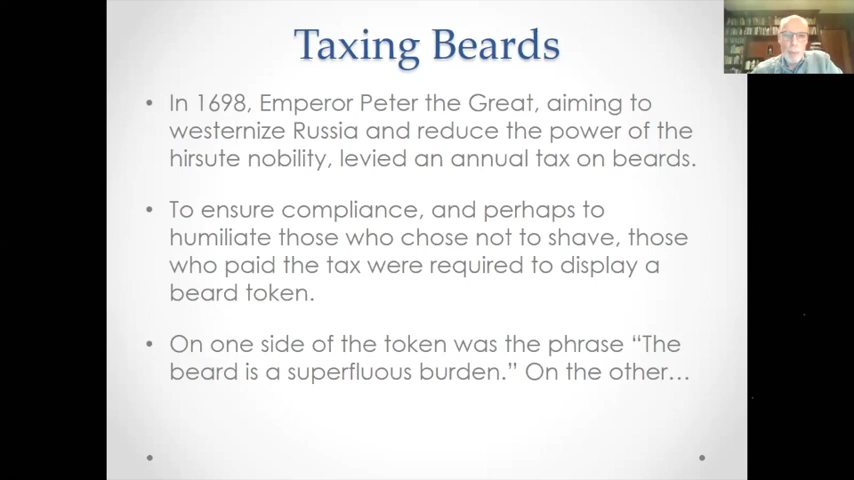 Taxing Beards
• In 1698, Emperor Peter the Great, aiming to
westernize Russia and reduce the power of the
hirsute nobility, levied an annual tax on beards.
• To ensure compliance, and perhaps to
humiliate those who chose not to shave, those
who paid the tax were required to display a
beard token.
• On one side of the token was the phrase “The
beard is a superfluous burden.” On the other…